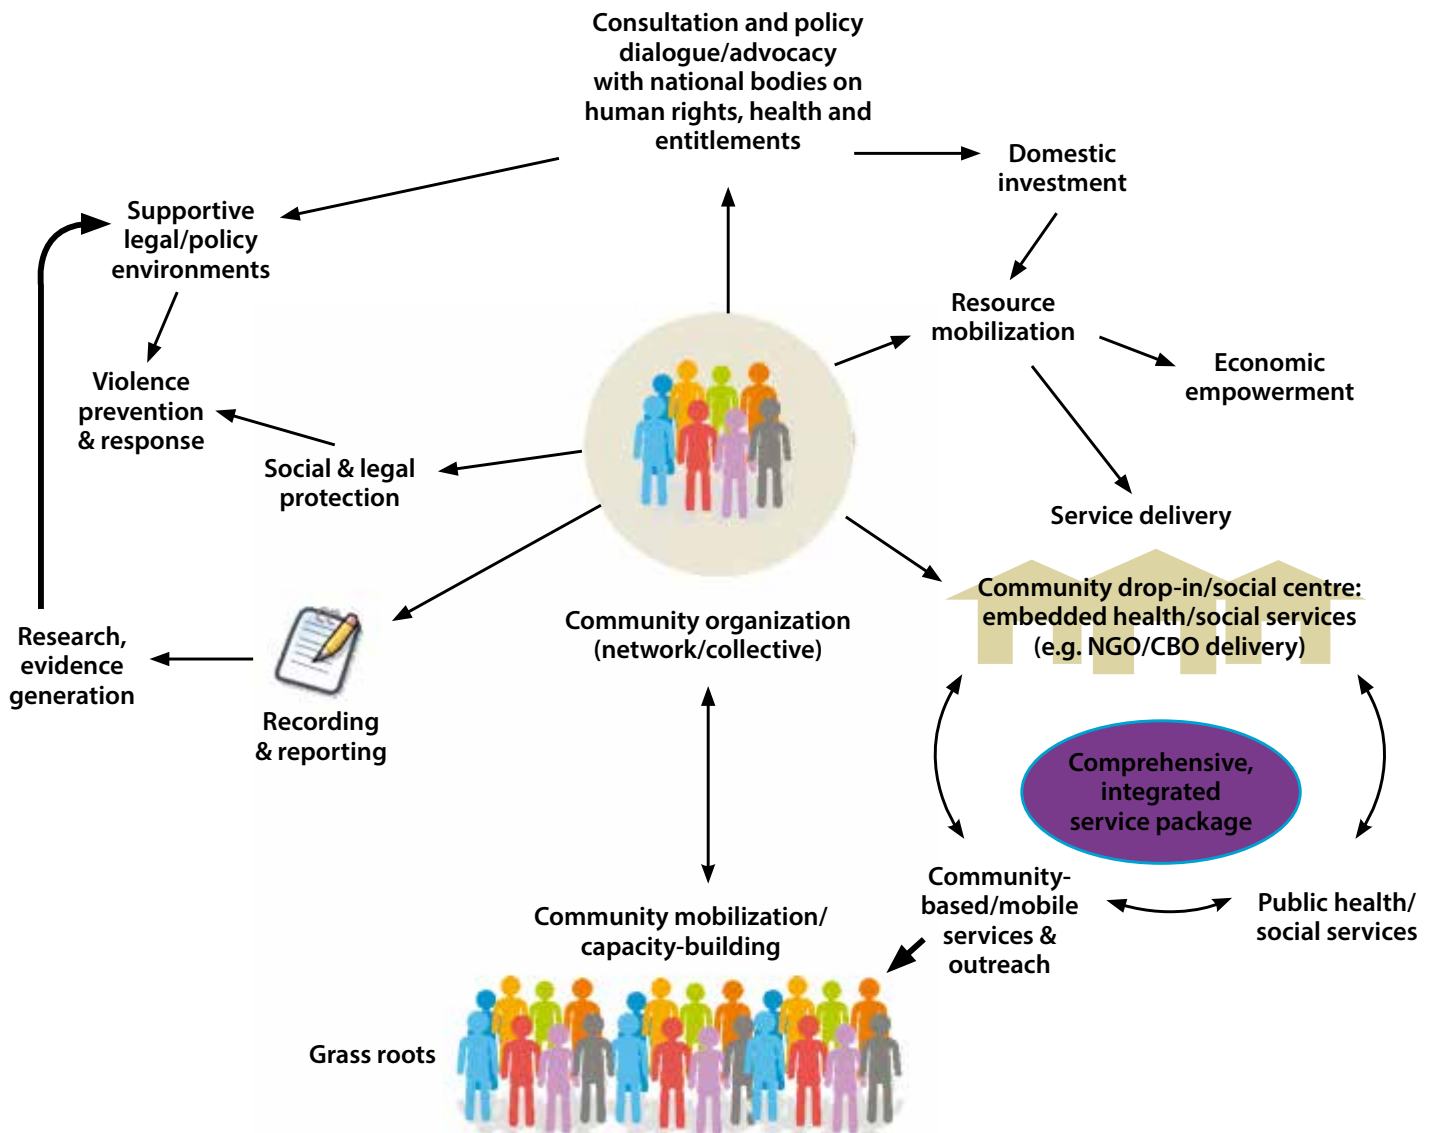 Consultation and policy
dialogue/advocacy
with national bodies on
human rights, health and
entitlements
Domestic
investment
Supportive
legal/policy
environments
Resource
mobilization
Economic
empowerment
Violence
prevention
& response
Social & legal
protection
Service delivery
Community drop-in/social centre:
embedded health/social services
(e.g. NGO/CBO delivery)
Community organization
(network/collective)
Research,
evidence
generation
Recording
& reporting
Comprehensive,
integrated
service package
Community-
based/mobile
services &
outreach
Public health/
social services
Community mobilization/
capacity-building
Grass roots